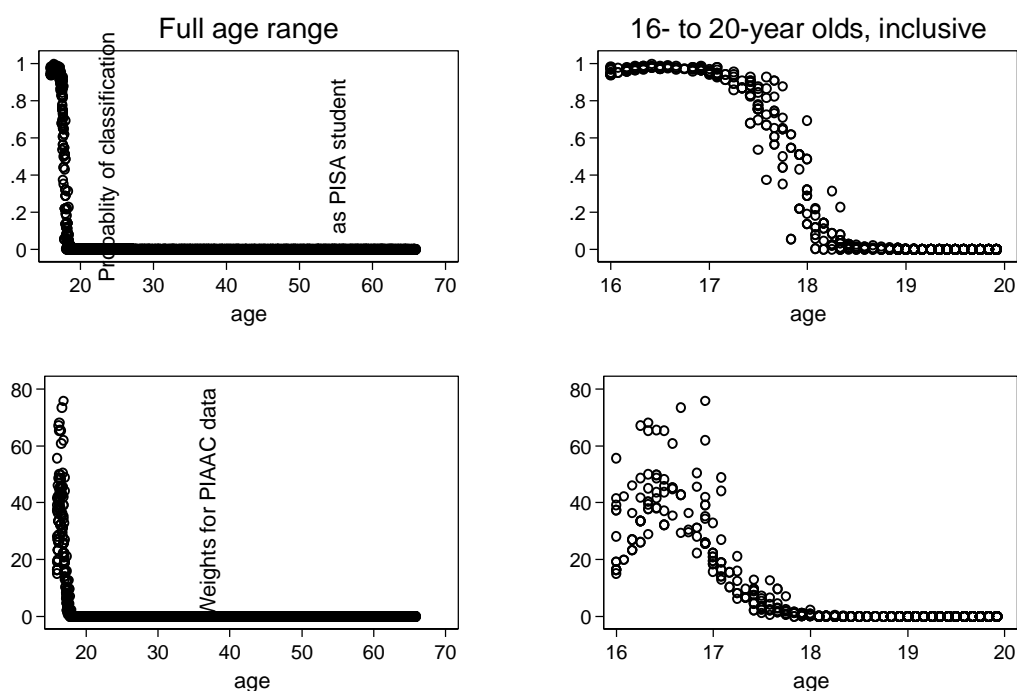 Full age range
16- to 20-year olds, inclusive
Probablity of classification
as PISA student
1
.8
.6
.4
.2
0
20 30 40 50 60 70
age
1
.8
.6
.4
.2
0
16 17 18 19 20
age
Weights for PIAAC data
80
60
40
20
0
20 30 40 50 60 70
age
80
60
40
20
0
16 17 18 19 20
age